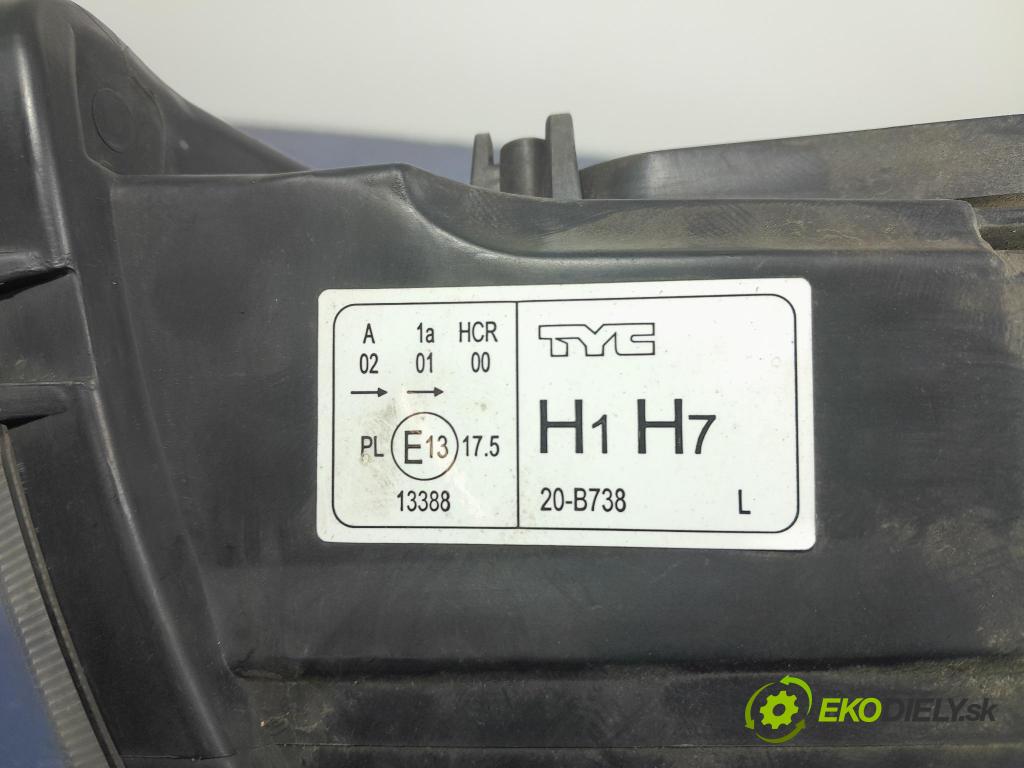 A 1a HCR
02 01 00
→ →
PL E13 17.5
13388
TYC
H1 H7
20-B738 L
EKODIELY.sk